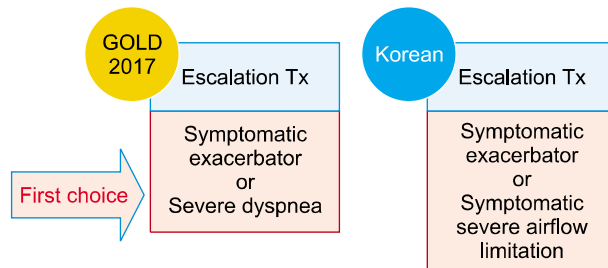 GOLD
2017
Escalation Tx
Symptomatic
exacerbator
or
Severe dyspnea
First choice
Korean
Escalation Tx
Symptomatic
exacerbator
or
Symptomatic
severe airflow
limitation